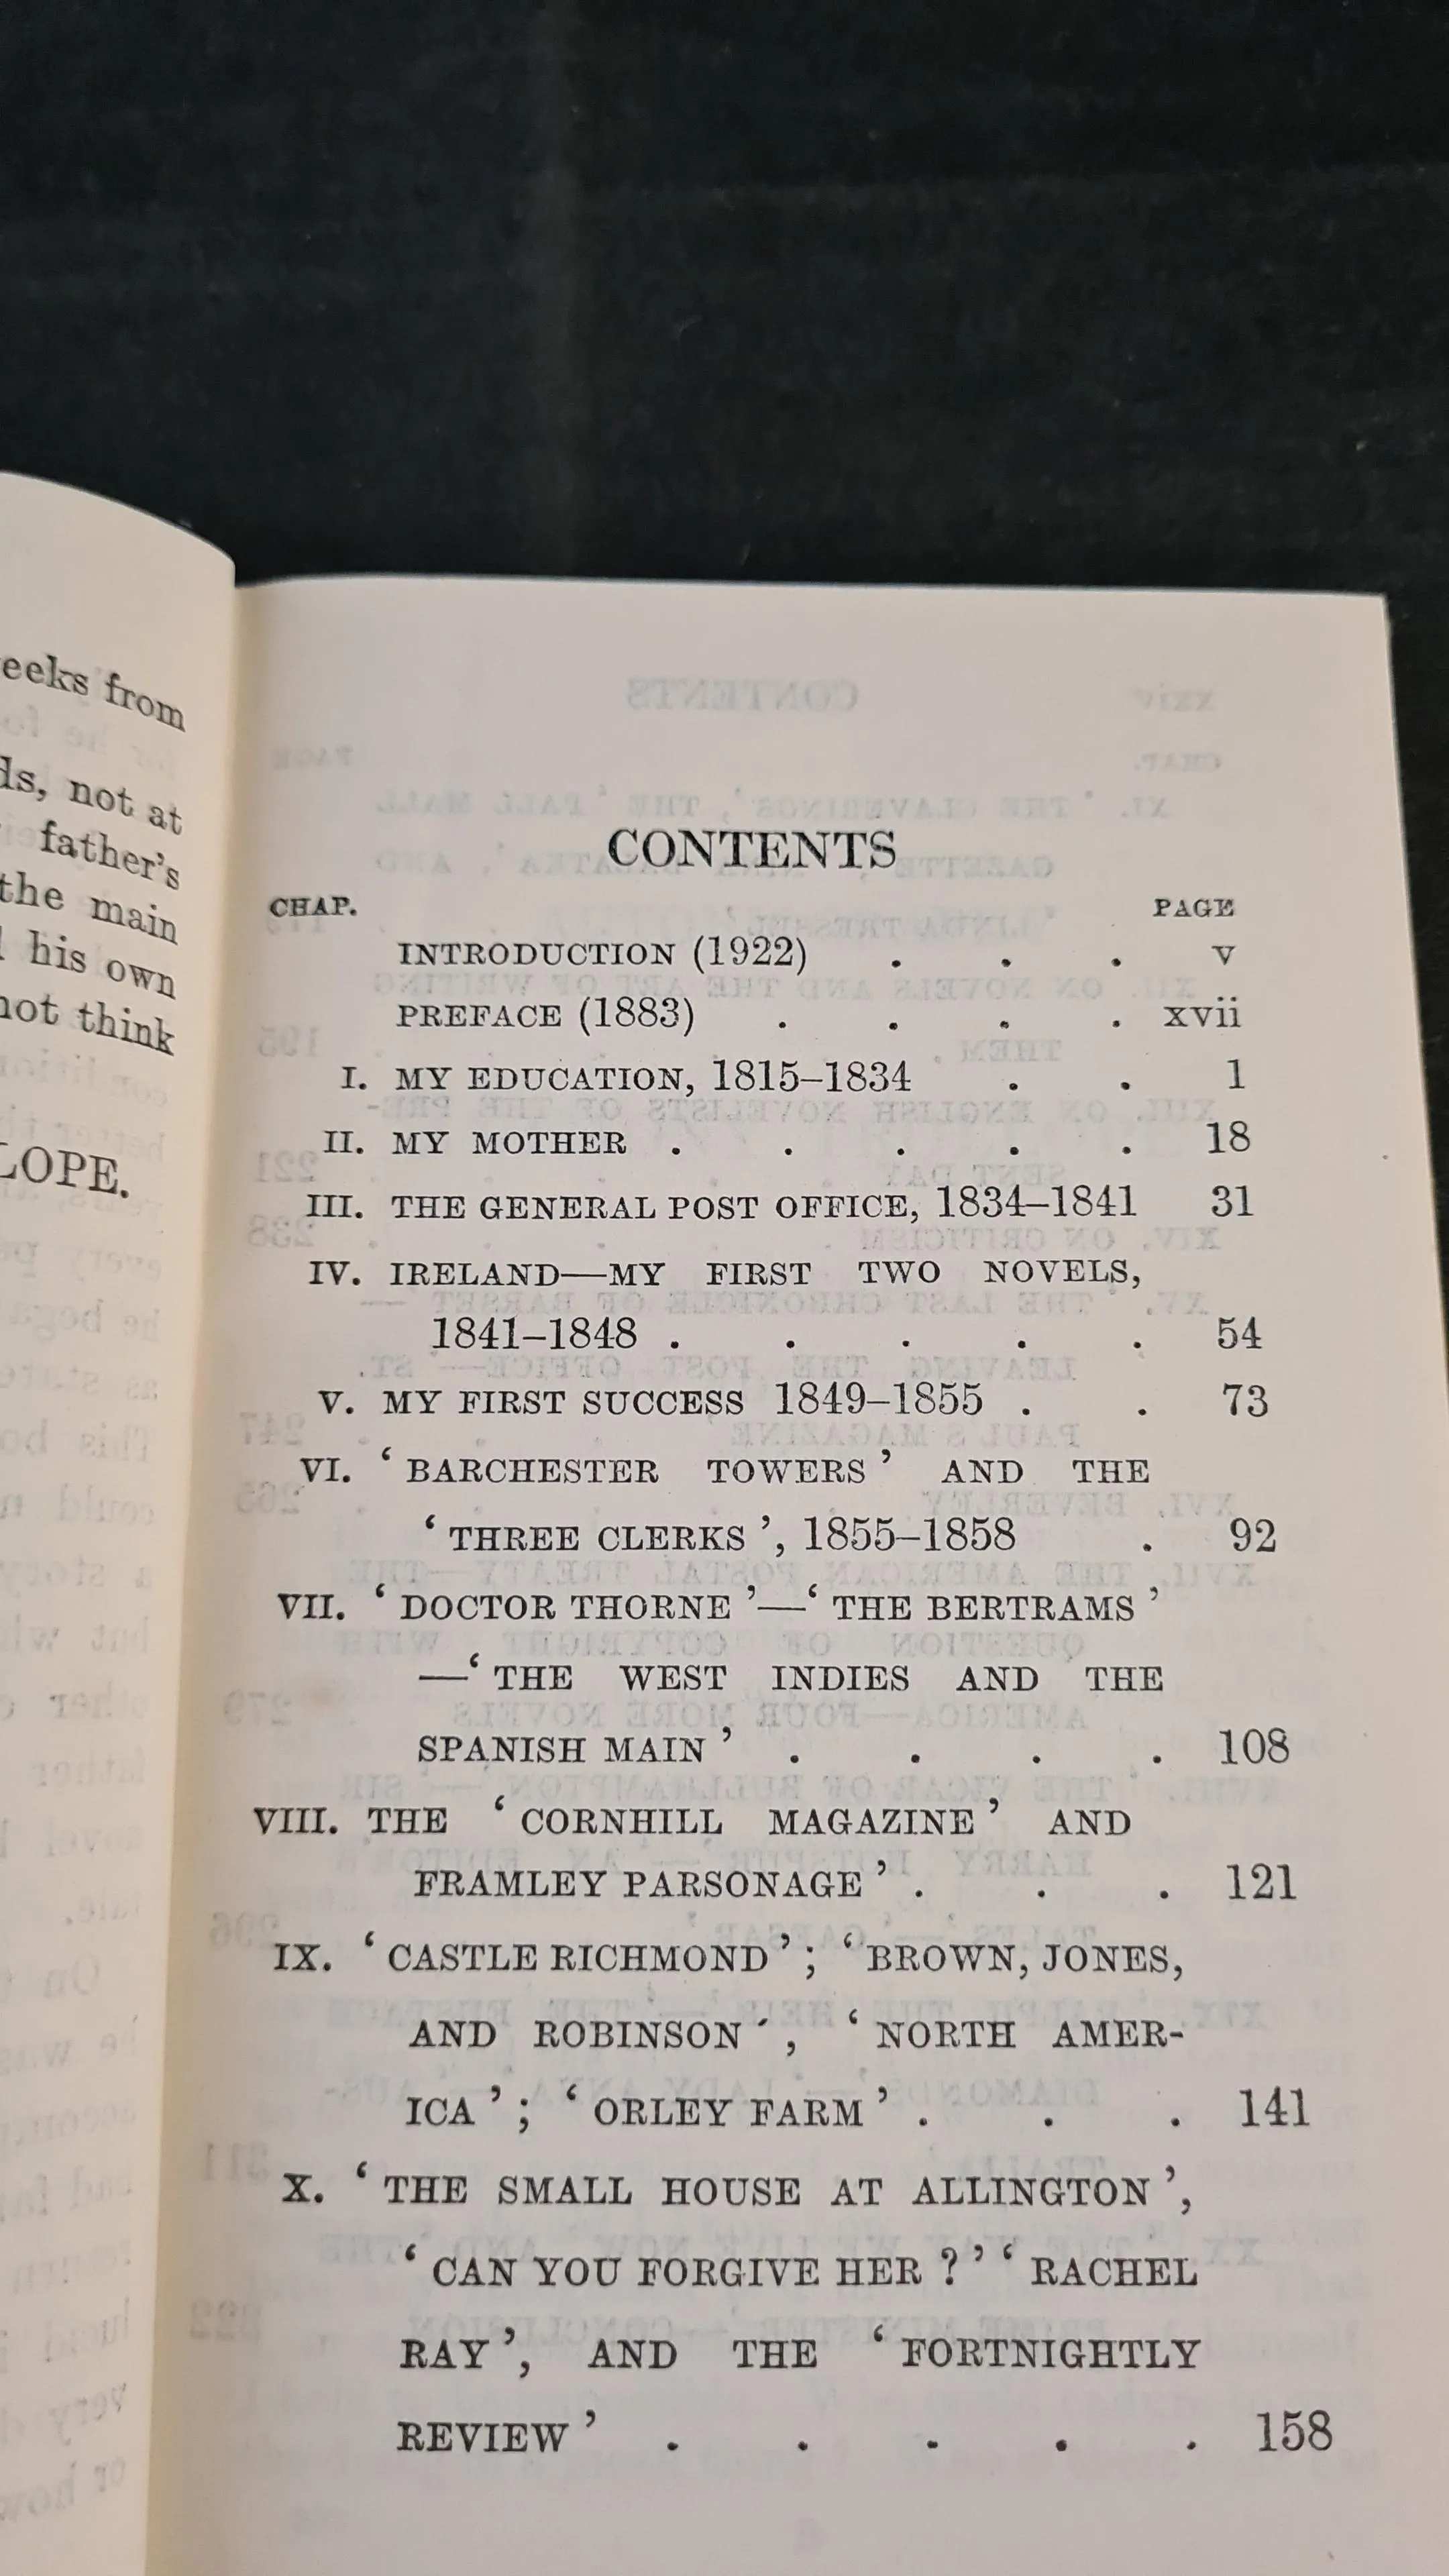 eeks from
ds, not at
father's
the main
his own
not think
LOPE.
CONTENTS
CHAP. PAGE
INTRODUCTION (1922) . . . v
PREFACE (1883) . . . . xvii
I. MY EDUCATION, 1815–1834 . . 1
II. MY MOTHER . . . . . 18
III. THE GENERAL POST OFFICE, 1834–1841 31
IV. IRELAND—MY FIRST TWO NOVELS,
1841–1848 . . . . . 54
V. MY FIRST SUCCESS 1849–1855 . . 73
VI. ‘ BARCHESTER TOWERS ’ AND THE
‘ THREE CLERKS ’, 1855–1858 . 92
VII. ‘ DOCTOR THORNE ’—‘ THE BERTRAMS ’
—‘ THE WEST INDIES AND THE
SPANISH MAIN ’ . . . . 108
VIII. THE ‘ CORNHILL MAGAZINE ’ AND
FRAMLEY PARSONAGE ’ . . . 121
IX. ‘ CASTLE RICHMOND ’ ; ‘ BROWN, JONES,
AND ROBINSON ´, ‘ NORTH AMER-
ICA ’ ; ‘ ORLEY FARM ’ . . . 141
X. ‘ THE SMALL HOUSE AT ALLINGTON ’,
‘ CAN YOU FORGIVE HER ? ’ ‘ RACHEL
RAY ’, AND THE ‘ FORTNIGHTLY
REVIEW ’ . . . . . 158